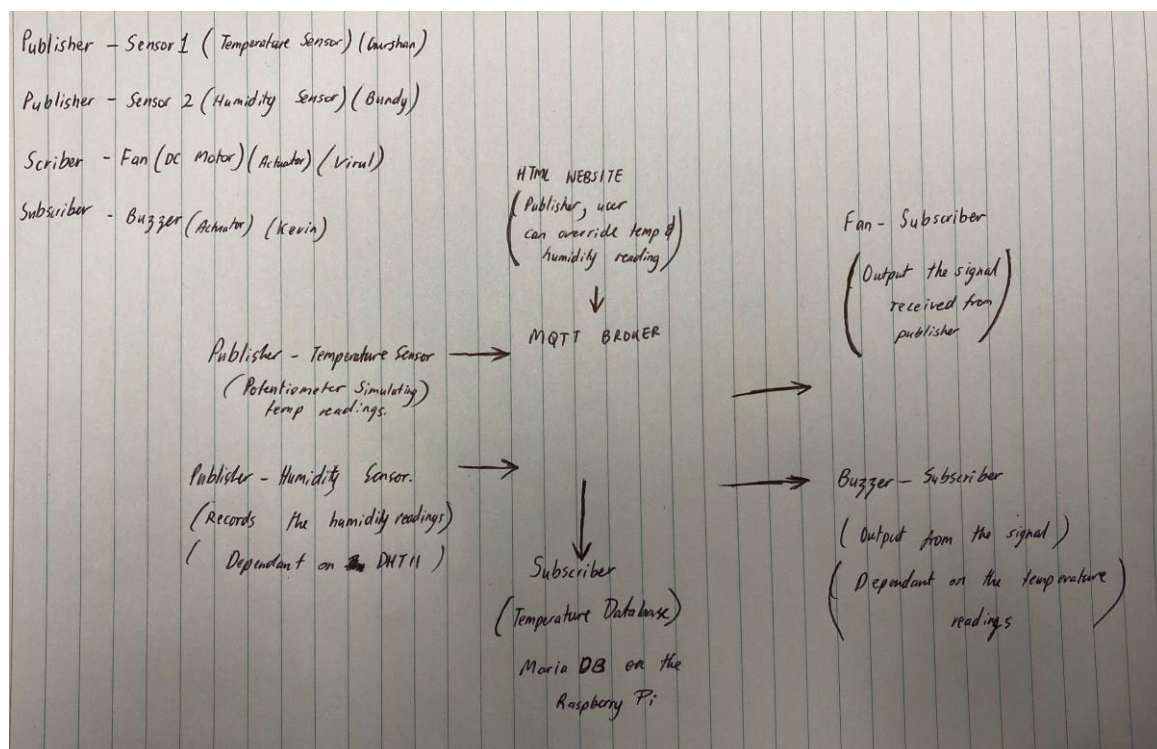 Publisher - Sensor 1 (Temperature Sensor) (Gurshan)
Publisher - Sensor 2 (Humidity Sensor) (Bundy)
Scriber - Fan (DC Motor) (Actuator) (Virul)
Subscriber - Buzzer (Actuator) (Kevin)
HTML WEBSITE
(Publisher, user
can override temp &
humidity reading)
MQTT BROKER
Publisher - Temperature Sensor
(Potentiometer Simulating)
temp readings.
Publisher - Humidity Sensor.
(Records the humidity readings)
( Dependant on DHT11 )
Subscriber
(Temperature Database)
Maria DB on the
Raspberry Pi
Fan - Subscriber
(Output the signal
received from
publisher)
Buzzer - Subscriber
(Output from the signal)
(Dependant on the temperature
readings)